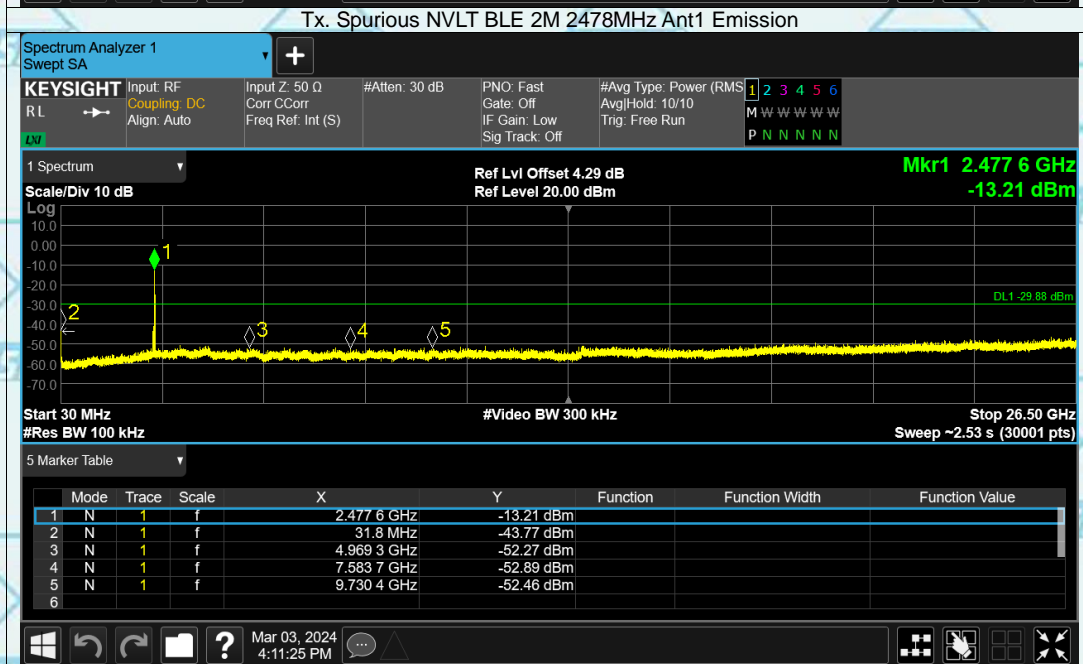 Tx. Spurious NVLT BLE 2M 2478MHz Ant1 Emission
Spectrum Analyzer 1
Swept SA
+
KEYSIGHT Input: RF Input Z: 50 Ω #Atten: 30 dB PNO: Fast #Avg Type: Power (RMS 1 2 3 4 5 6
RL Coupling: DC Corr CCorr Gate: Off Avg|Hold: 10/10 M W W W W W
Align: Auto Freq Ref: Int (S) IF Gain: Low Trig: Free Run
LXI Sig Track: Off P N N N N N
1 Spectrum Ref Lvl Offset 4.29 dB Mkr1 2.477 6 GHz
Scale/Div 10 dB Ref Level 20.00 dBm -13.21 dBm
Log
10.0
0.00 1
-10.0
-20.0
-30.0 DL1 -29.88 dBm
2
-40.0 3 4 5
-50.0
-60.0
-70.0
Start 30 MHz #Video BW 300 kHz Stop 26.50 GHz
#Res BW 100 kHz Sweep ~2.53 s (30001 pts)
5 Marker Table
Mode Trace Scale X Y Function Function Width Function Value
1 N 1 f 2.477 6 GHz -13.21 dBm
2 N 1 f 31.8 MHz -43.77 dBm
3 N 1 f 4.969 3 GHz -52.27 dBm
4 N 1 f 7.583 7 GHz -52.89 dBm
5 N 1 f 9.730 4 GHz -52.46 dBm
6
? Mar 03, 2024
4:11:25 PM